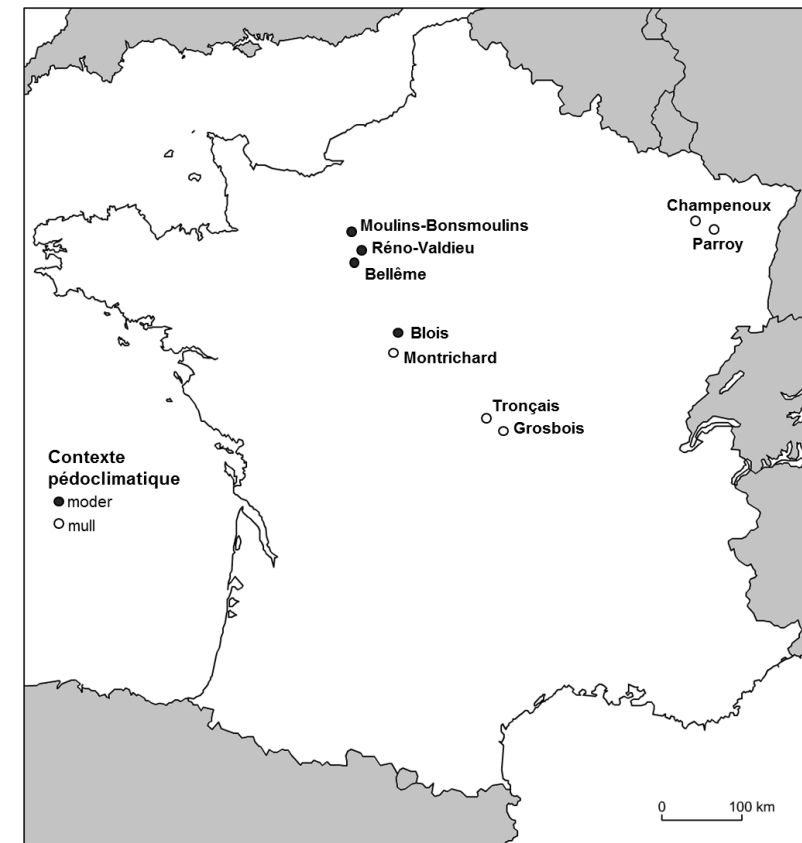 Champenoux
Parroy
Moulins-Bonsmoulins
Réno-Valdieu
Bellême
Blois
Montrichard
Tronçais
Grosbois
Contexte
pédoclimatique
moder
mull
0 100 km